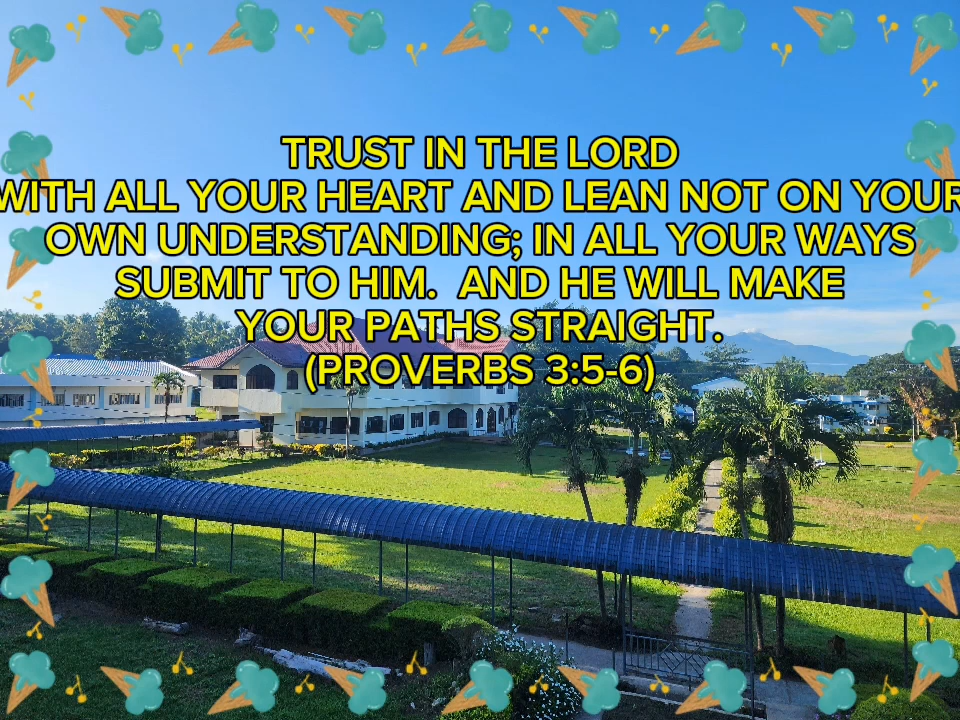 TRUST IN THE LORD
WITH ALL YOUR HEART AND LEAN NOT ON YOUR
OWN UNDERSTANDING; IN ALL YOUR WAYS
SUBMIT TO HIM. AND HE WILL MAKE
YOUR PATHS STRAIGHT.
(PROVERBS 3:5-6)